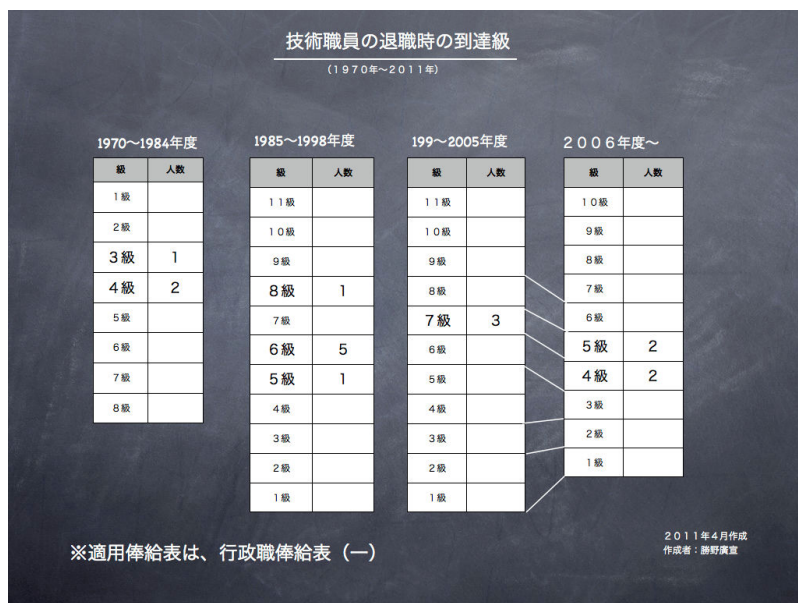 技術職員の退職時の到達級
（1970年～2011年）
1970～1984年度
級 人数
1級
2級
3級 1
4級 2
5級
6級
7級
8級
1985～1998年度
級 人数
11級
10級
9級
8級 1
7級
6級 5
5級 1
4級
3級
2級
1級
199～2005年度
級 人数
11級
10級
9級
8級
7級 3
6級
5級
4級
3級
2級
1級
２００６年度～
級 人数
10級
9級
8級
7級
6級
5級 2
4級 2
3級
2級
1級
※適用俸給表は、行政職俸給表（一）
２０１１年４月作成
作成者：勝野廣宣